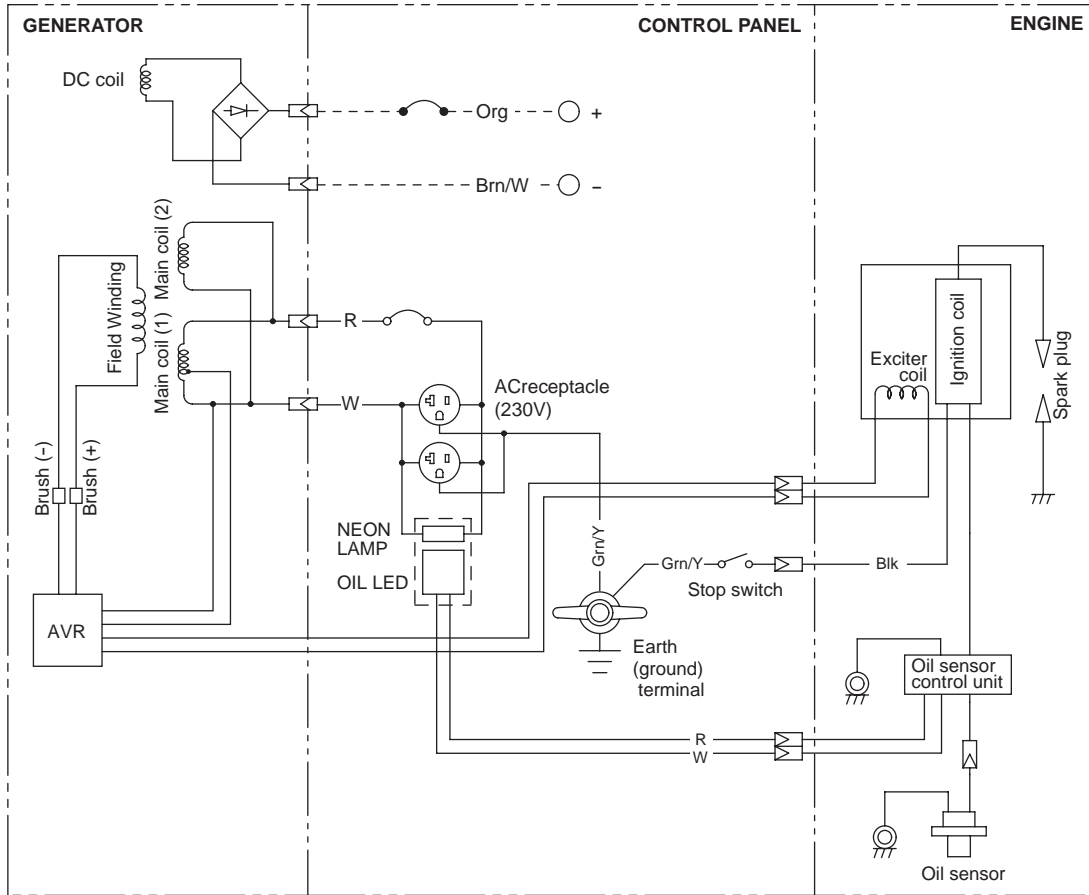 GENERATOR
CONTROL PANEL
ENGINE
DC coil
Org
+
Brn/W
−
Main coil (2)
Field Winding
Main coil (1)
R
W
ACreceptacle
(230V)
Exciter
coil
Ignition coil
Spark plug
Brush (−)
Brush (+)
NEON
LAMP
OIL LED
Grn/Y
Grn/Y
Blk
Stop switch
AVR
Earth
(ground)
terminal
Oil sensor
control unit
R
W
Oil sensor